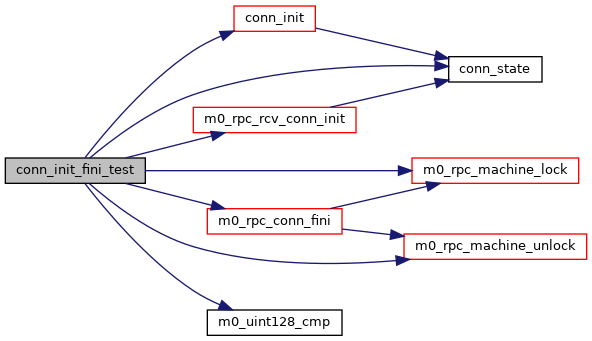 conn_init
conn_state
m0_rpc_rcv_conn_init
conn_init_fini_test
m0_rpc_machine_lock
m0_rpc_conn_fini
m0_rpc_machine_unlock
m0_uint128_cmp